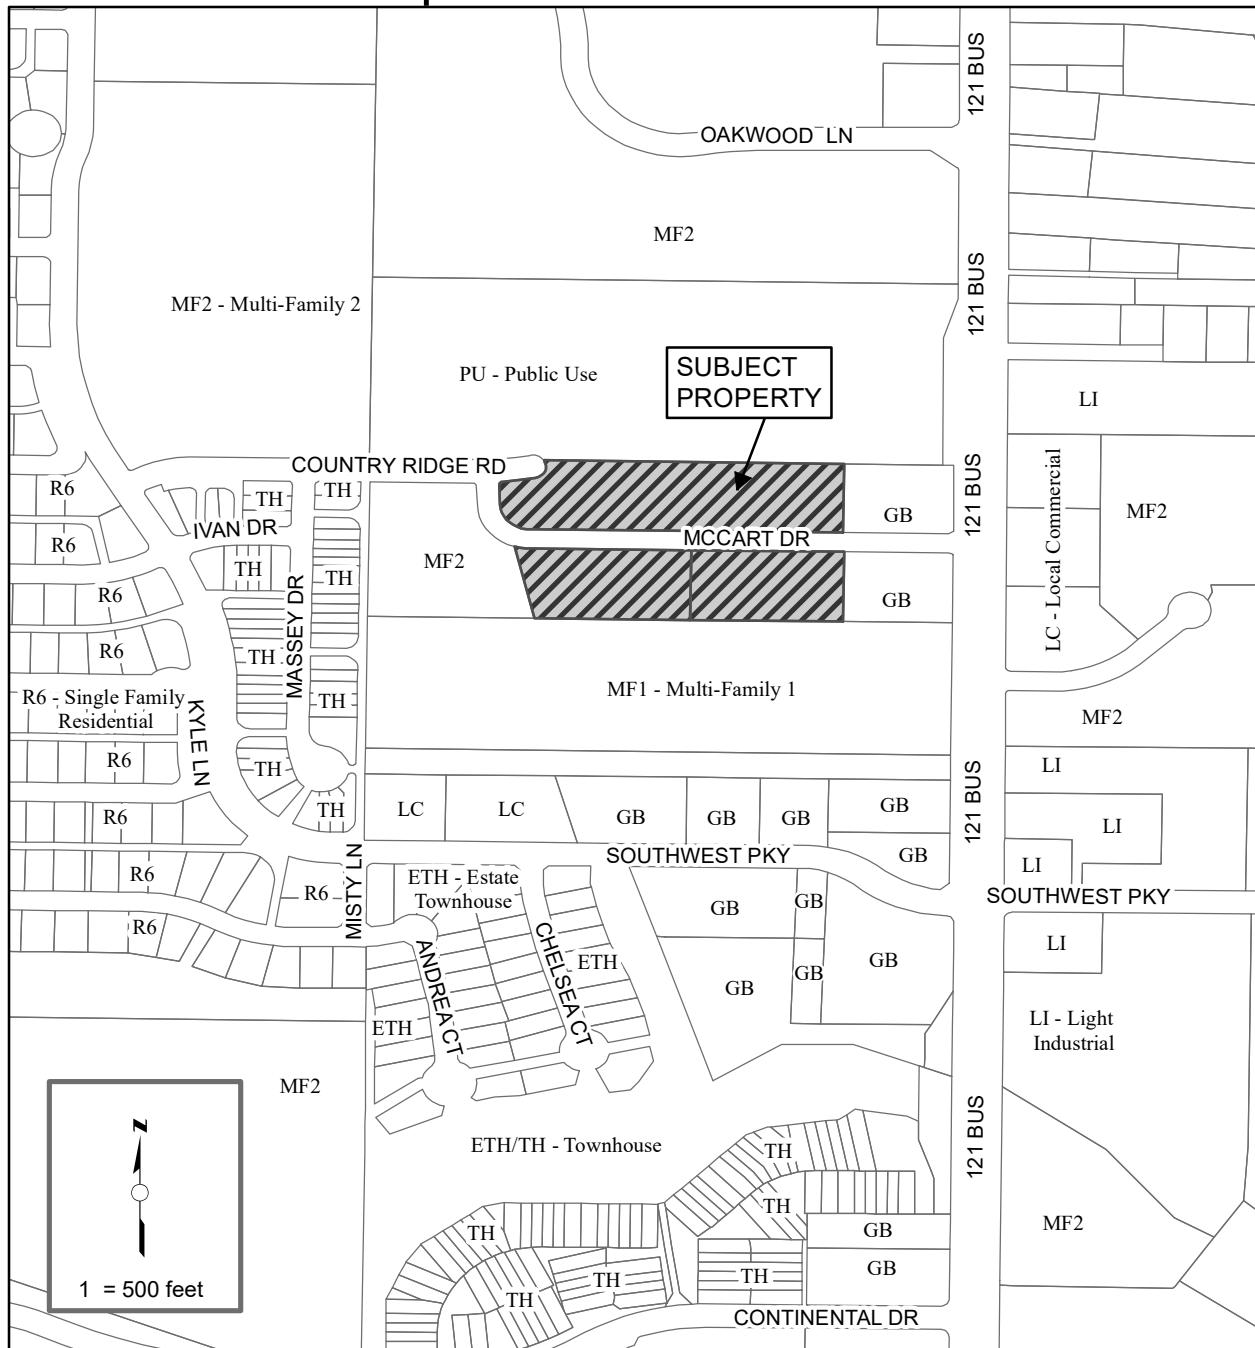 121 BUS
OAKWOOD LN
MF2
121 BUS
MF2 - Multi-Family 2
PU - Public Use
SUBJECT
PROPERTY
LI
COUNTRY RIDGE RD
R6
TH
TH
121 BUS
GB
LC - Local Commercial
MF2
IVAN DR
MCCART DR
R6
TH
TH
MF2
R6
GB
MASSEY DR
R6
TH
R6 - Single Family
Residential
TH
MF1 - Multi-Family 1
MF2
KYLE LN
R6
TH
LI
121 BUS
R6
TH
LC
LC
GB
GB
GB
GB
LI
SOUTHWEST PKY
GB
LI
R6
R6
MISTY LN
ETH - Estate
Townhouse
GB
GB
SOUTHWEST PKY
R6
ANDREA CT
CHELSEA CT
ETH
GB
GB
GB
LI
ETH
LI - Light
Industrial
MF2
121 BUS
ETH/TH - Townhouse
TH
TH
MF2
z
TH
GB
TH
TH
GB
1 = 500 feet
TH
CONTINENTAL DR